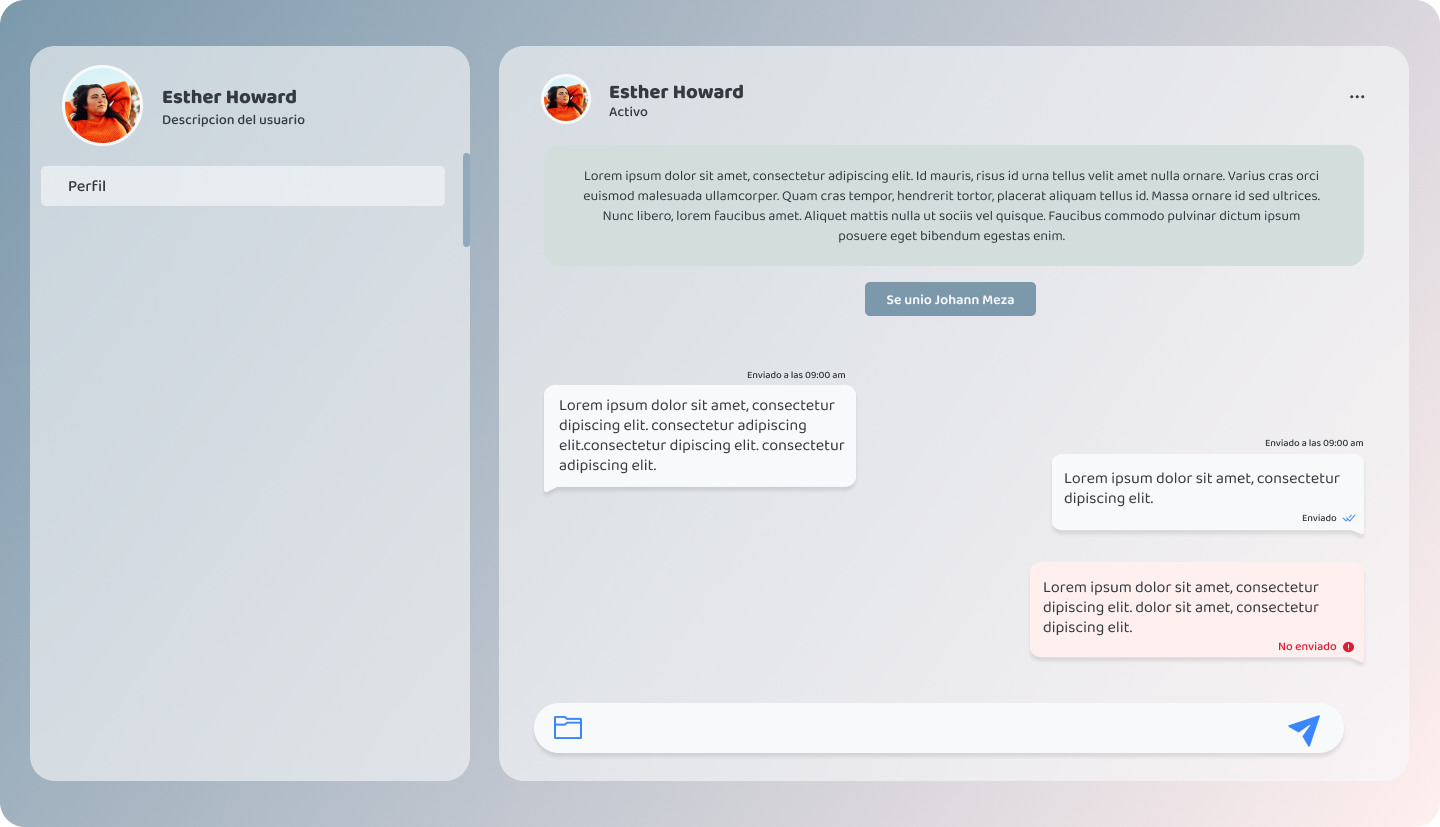 Esther Howard
Descripcion del usuario
Perfil
Esther Howard
Activo
...
Lorem ipsum dolor sit amet, consectetur adipiscing elit. Id mauris, risus id urna tellus velit amet nulla ornare. Varius cras orci
euismod malesuada ullamcorper. Quam cras tempor, hendrerit tortor, placerat aliquam tellus id. Massa ornare id sed ultrices.
Nunc libero, lorem faucibus amet. Aliquet mattis nulla ut sociis vel quisque. Faucibus commodo pulvinar dictum ipsum
posuere eget bibendum egestas enim.
Se unio Johann Meza
Enviado a las 09:00 am
Lorem ipsum dolor sit amet, consectetur
dipiscing elit. consectetur adipiscing
elit.consectetur dipiscing elit. consectetur
adipiscing elit.
Enviado a las 09:00 am
Lorem ipsum dolor sit amet, consectetur
dipiscing elit.
Enviado
Lorem ipsum dolor sit amet, consectetur
dipiscing elit. dolor sit amet, consectetur
dipiscing elit.
No enviado